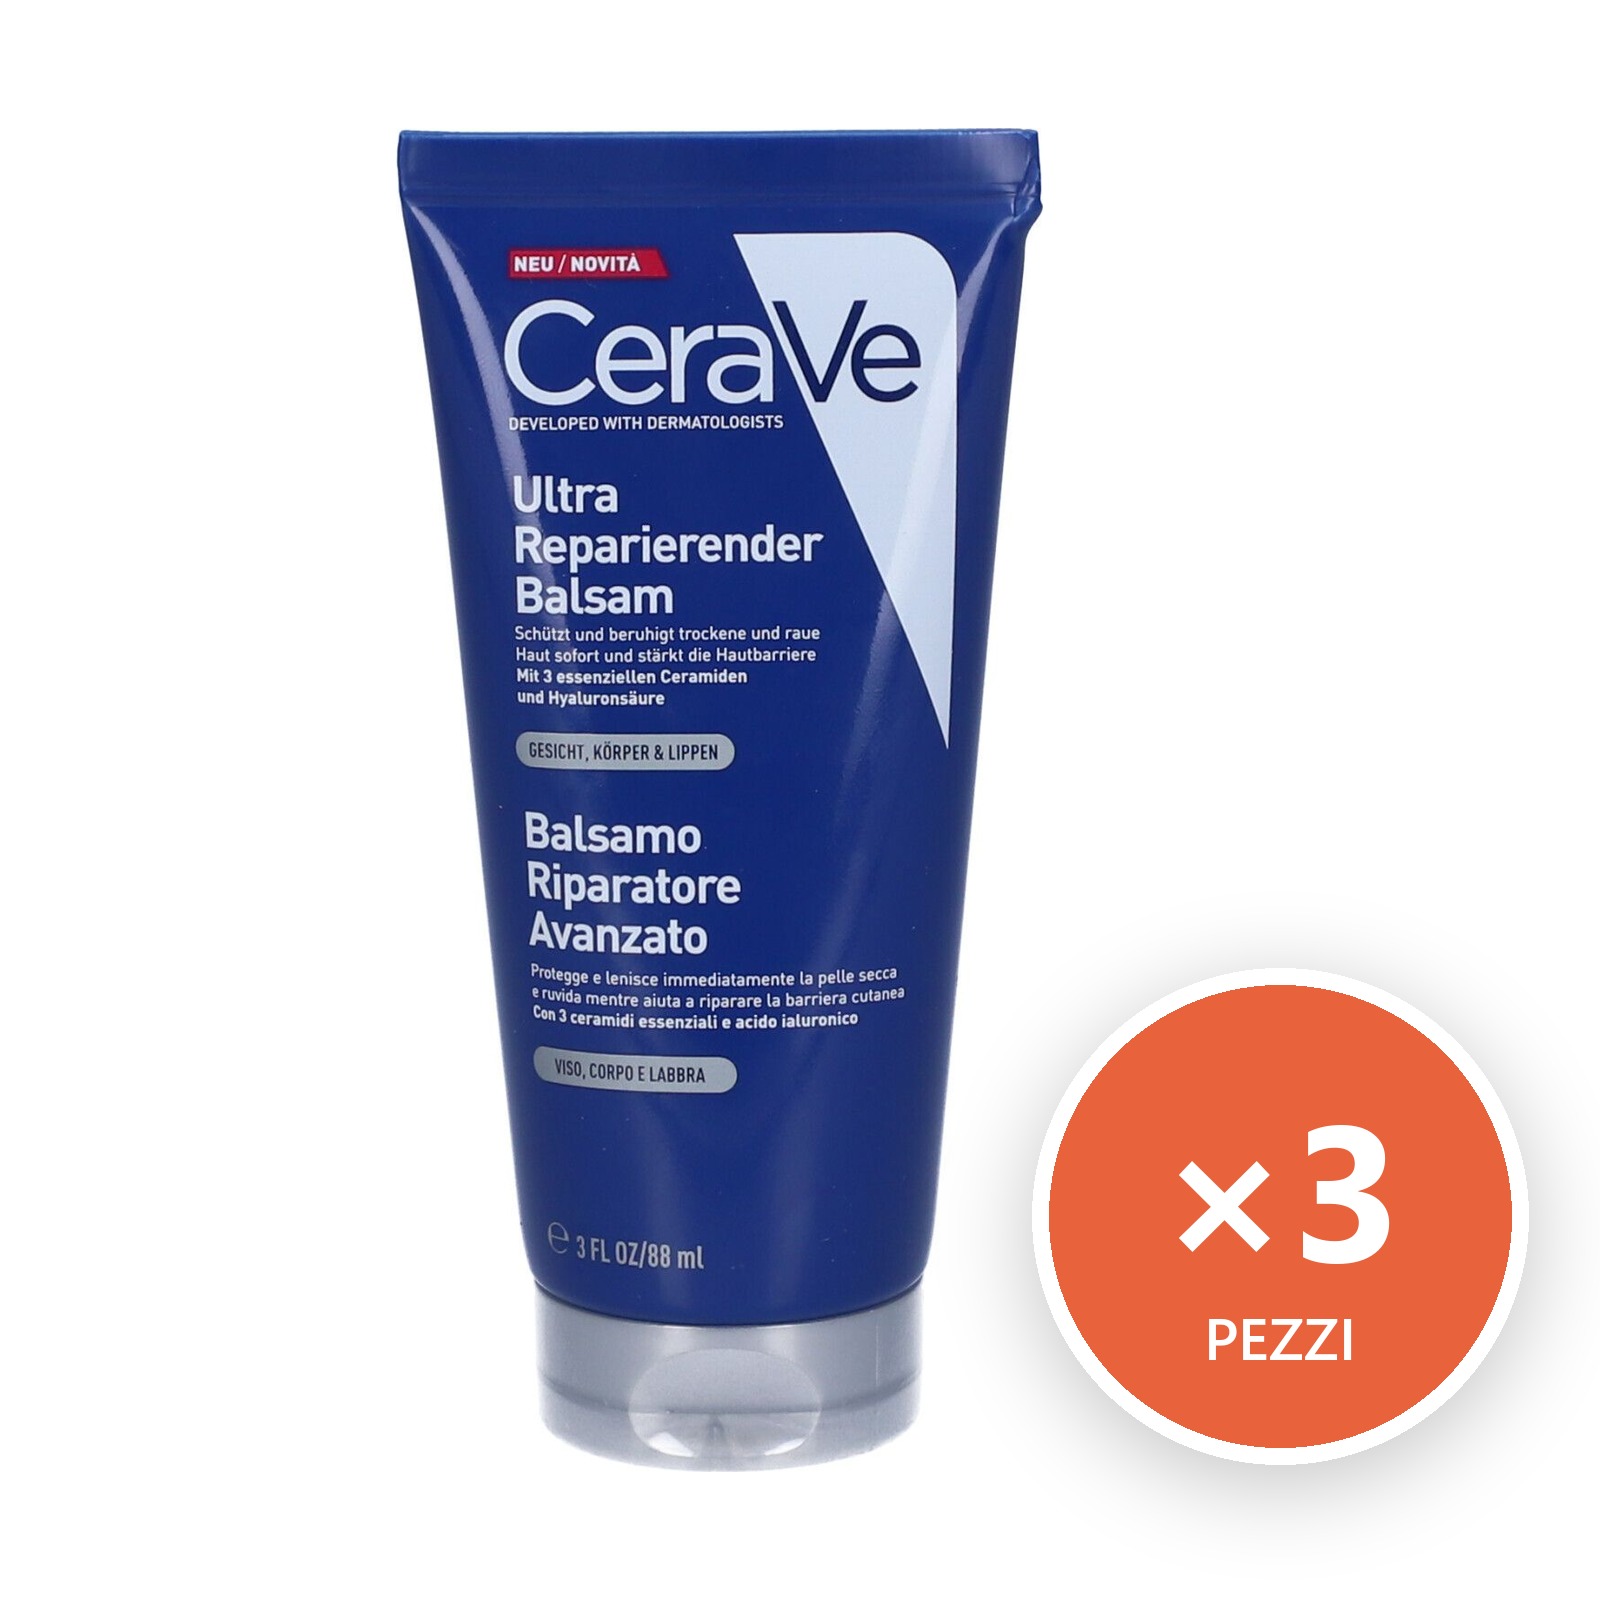 NEU / NOVITÀ
CeraVe
DEVELOPED WITH DERMATOLOGISTS
Ultra
Reparierender
Balsam
Schützt und beruhigt trockene und raue
Haut sofort und stärkt die Hautbarriere
Mit 3 essenziellen Ceramiden
und Hyaluronsäure
GESICHT, KÖRPER & LIPPEN
Balsamo
Riparatore
Avanzato
Protegge e lenisce immediatamente la pelle secca
e ruvida mentre aiuta a riparare la barriera cutanea
Con 3 ceramidi essenziali e acido ialuronico
VISO, CORPO E LABBRA
℮ 3 FL OZ/88 ml
×3
PEZZI